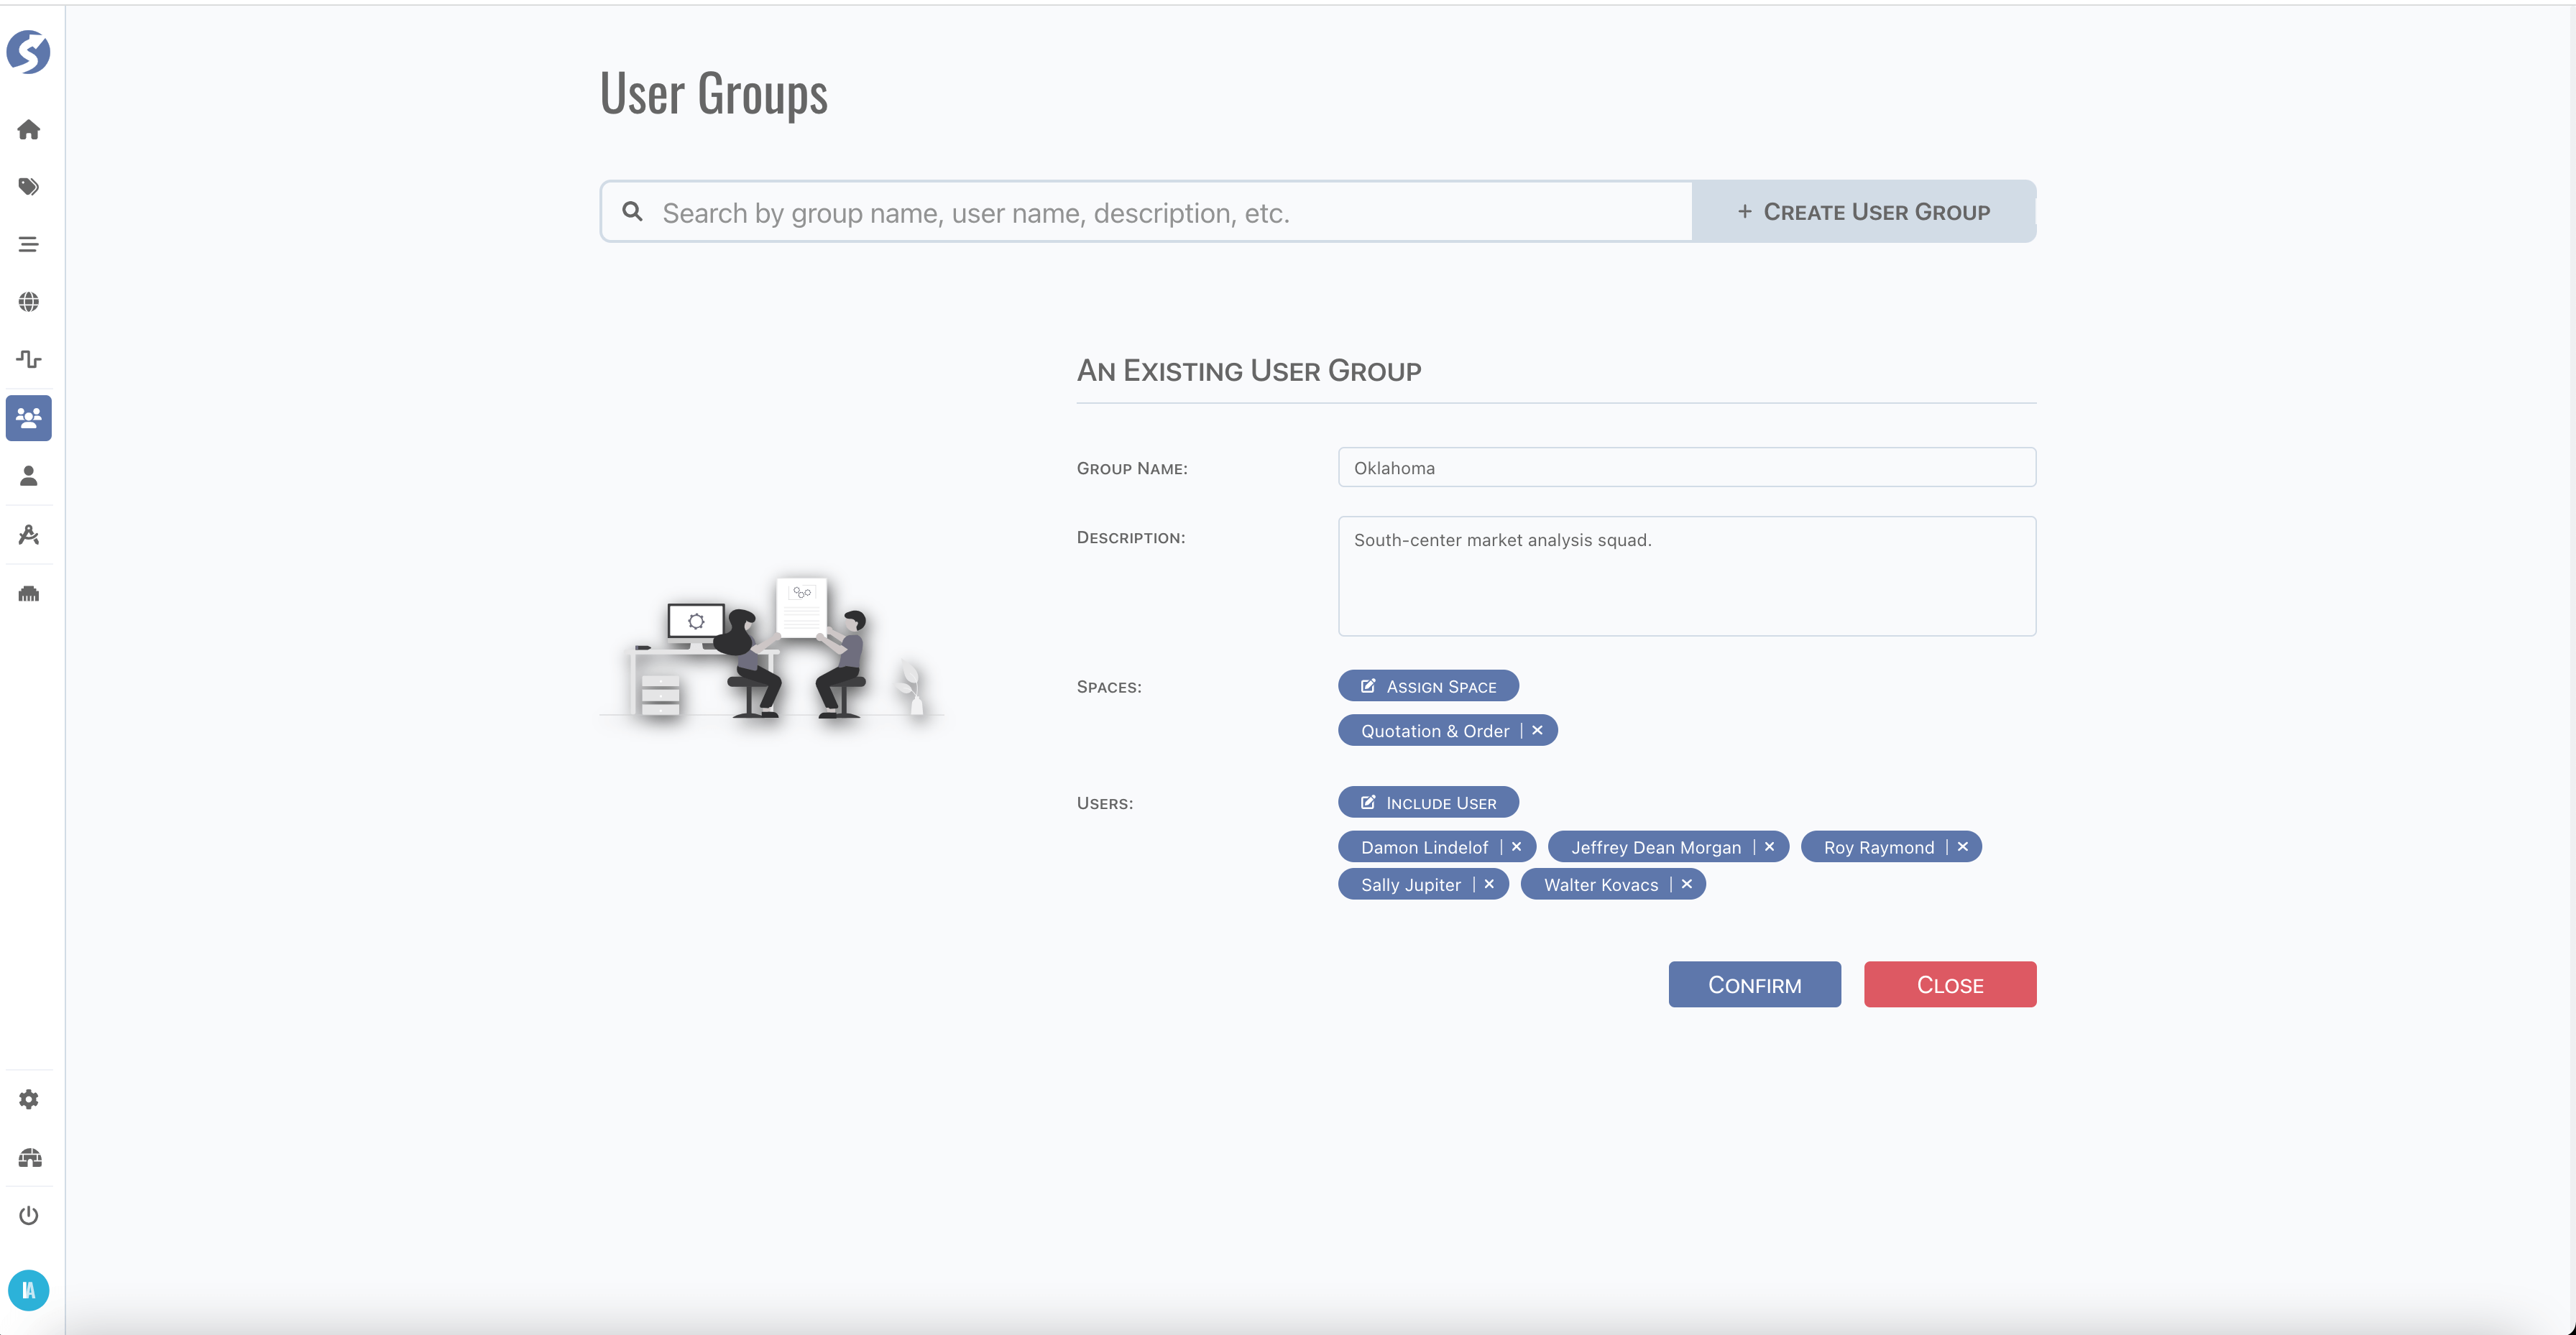 User Groups
Search by group name, user name, description, etc.
+ CREATE USER GROUP
AN EXISTING USER GROUP
GROUP NAME:
Oklahoma
DESCRIPTION:
South-center market analysis squad.
SPACES:
ASSIGN SPACE
Quotation & Order | ×
USERS:
INCLUDE USER
Damon Lindelof | × Jeffrey Dean Morgan | × Roy Raymond | ×
Sally Jupiter | × Walter Kovacs | ×
CONFIRM CLOSE
IA